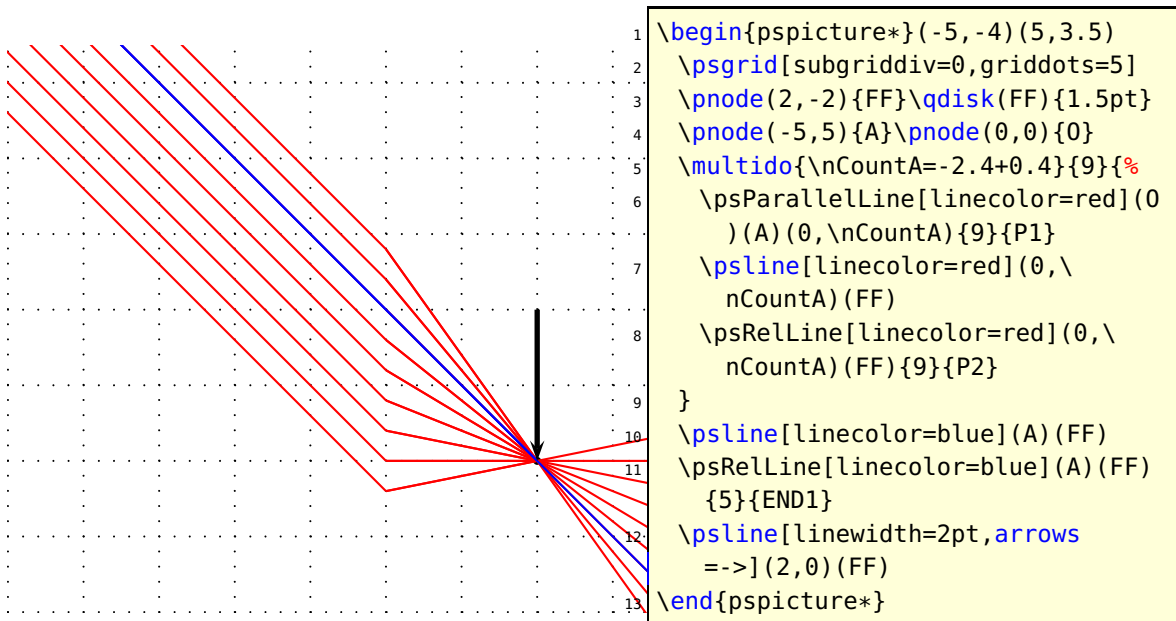 1 \begin{pspicture*}(-5,-4)(5,3.5)
2 \psgrid[subgriddiv=0,griddots=5]
3 \pnode(2,-2){FF}\qdisk(FF){1.5pt}
4 \pnode(-5,5){A}\pnode(0,0){O}
5 \multido{\nCountA=-2.4+0.4}{9}{%
6 \psParallelLine[linecolor=red](O
)(A)(0,\nCountA){9}{P1}
7 \psline[linecolor=red](0,\
nCountA)(FF)
8 \psRelLine[linecolor=red](0,\
nCountA)(FF){9}{P2}
9 }
10 \psline[linecolor=blue](A)(FF)
11 \psRelLine[linecolor=blue](A)(FF)
{5}{END1}
12 \psline[linewidth=2pt,arrows
=->](2,0)(FF)
13 \end{pspicture*}